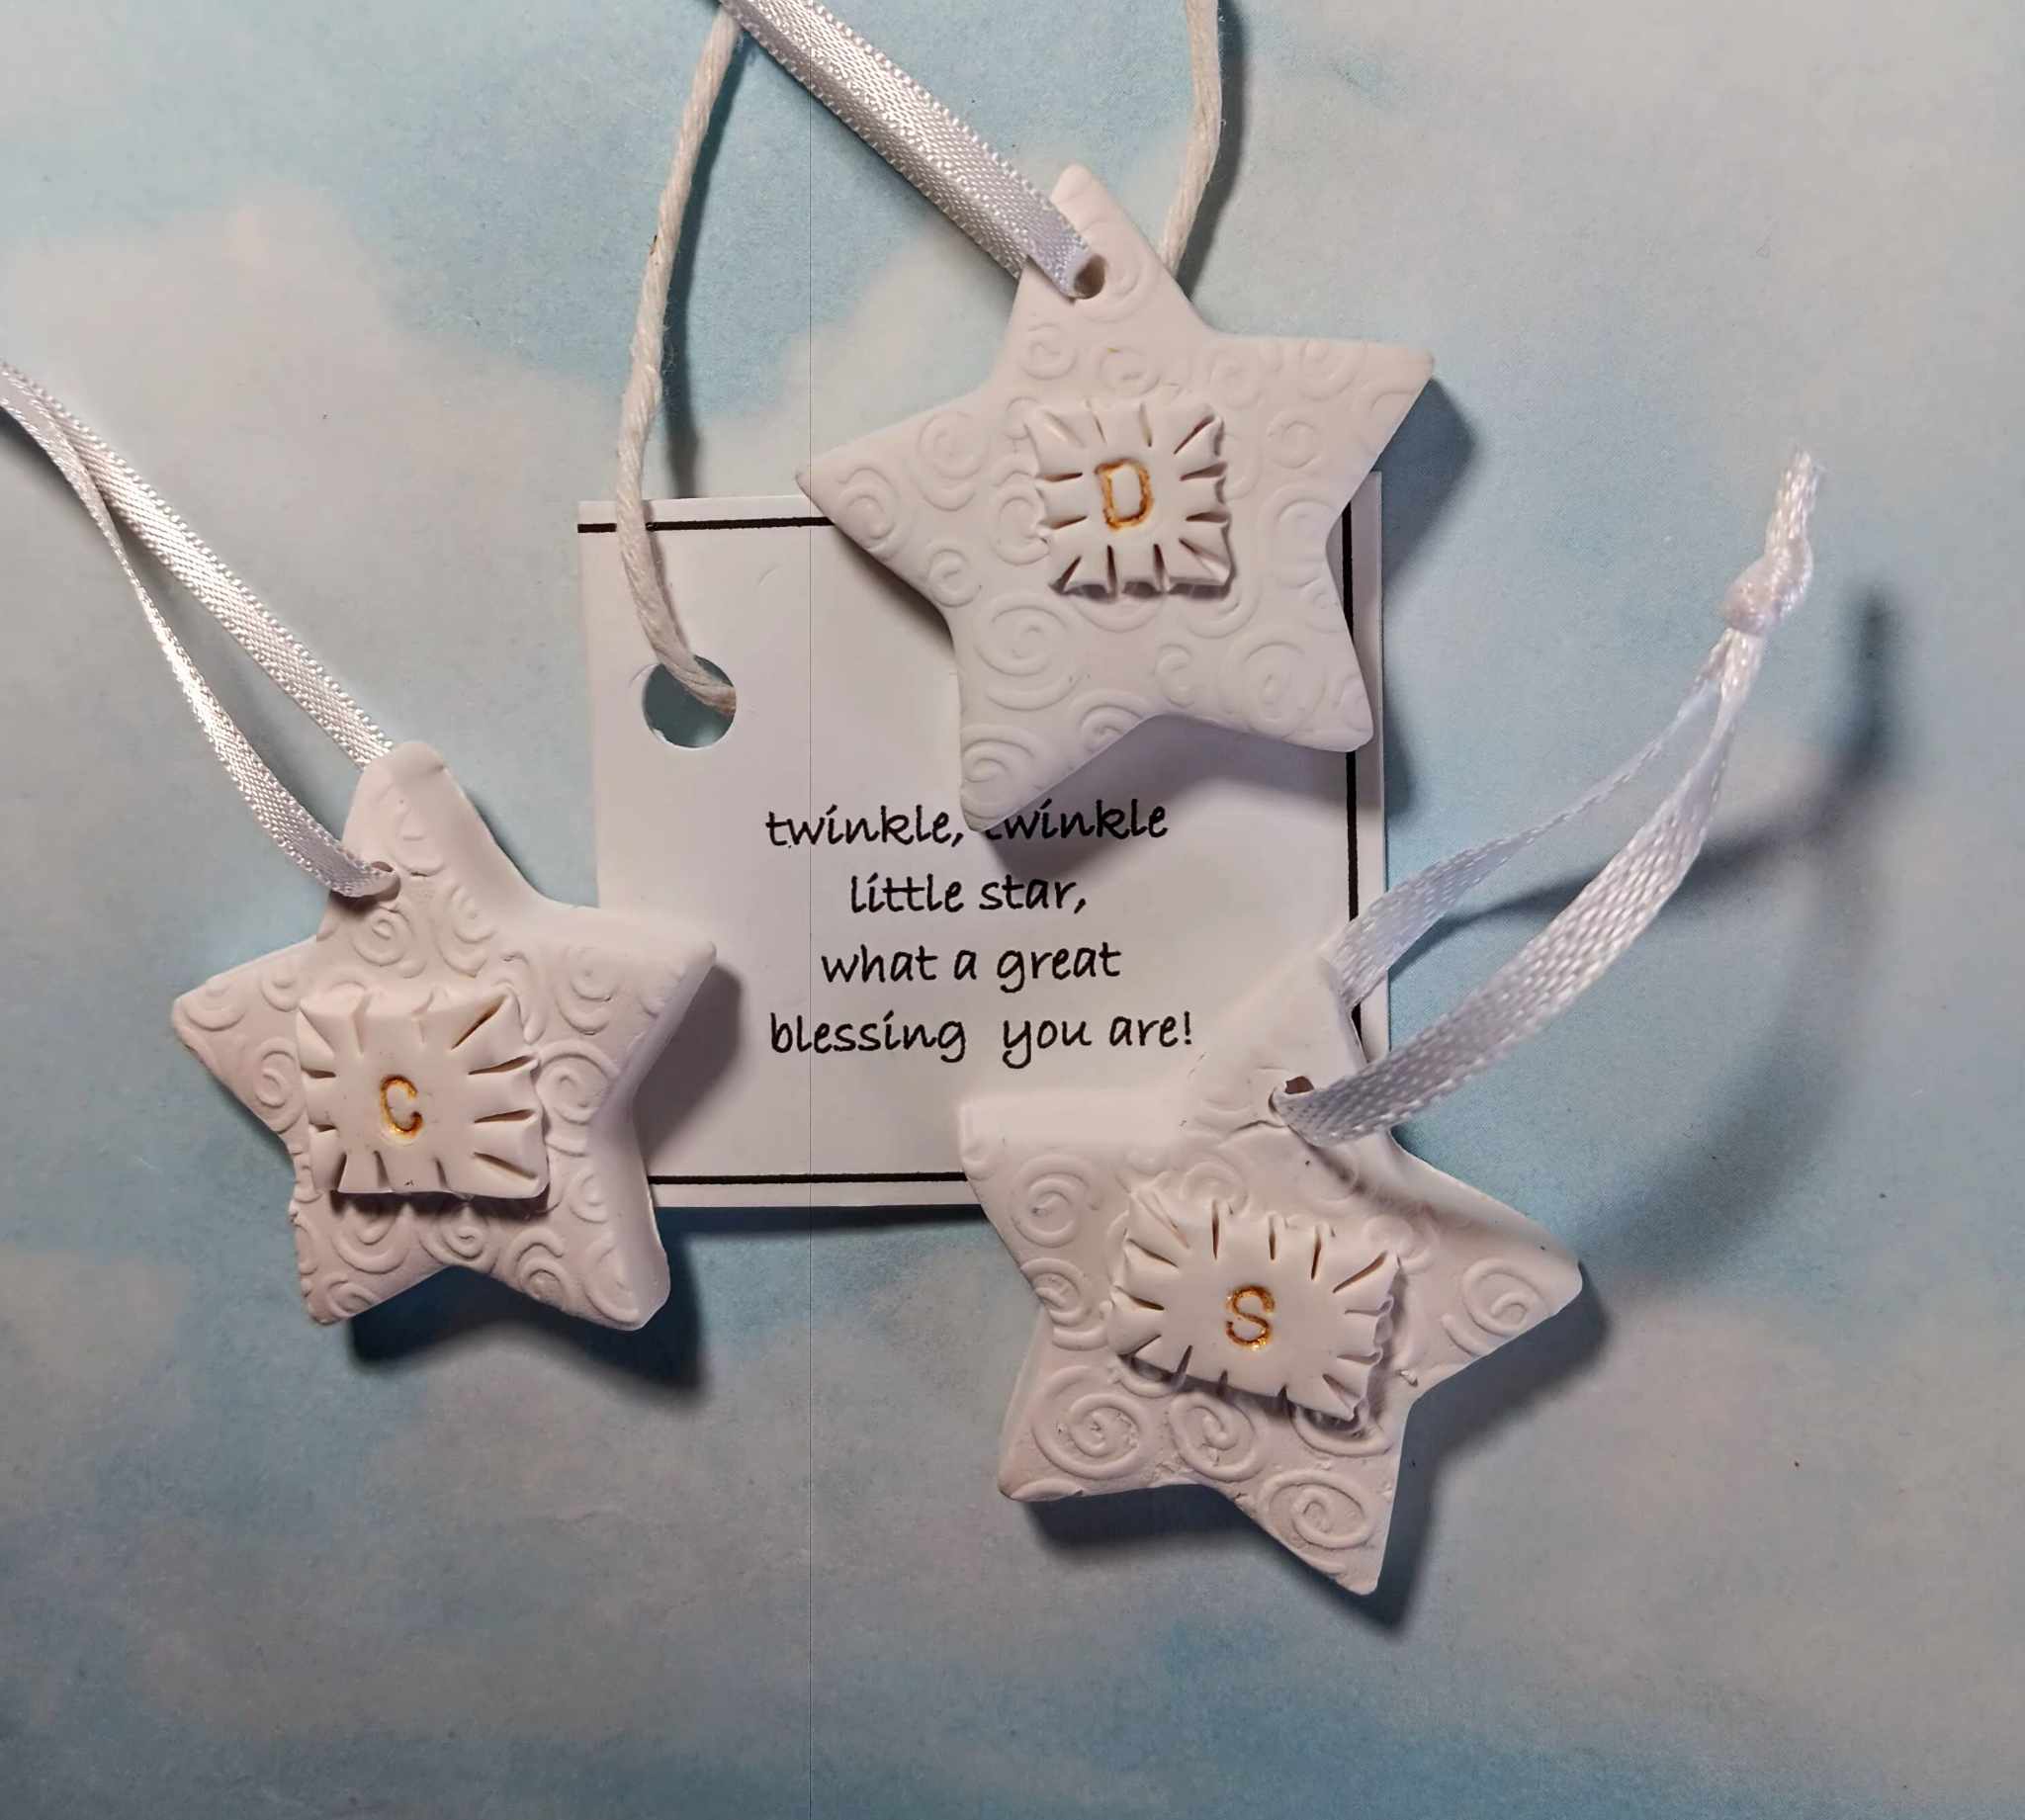 D
twinkle, twinkle
little star,
what a great
blessing you are!
C
S